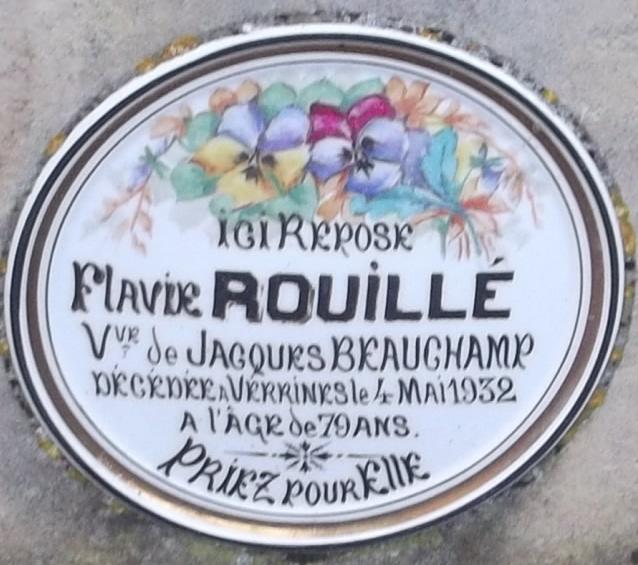 ICI REPOSE
FLAVIE ROUILLÉ
Vve de JACQUES BEAUCHAMP
DÉCÉDÉE A VERRINES le 4 MAI 1932
A l'ÂGE de 79 ANS.
PRIEZ POUR ELLE